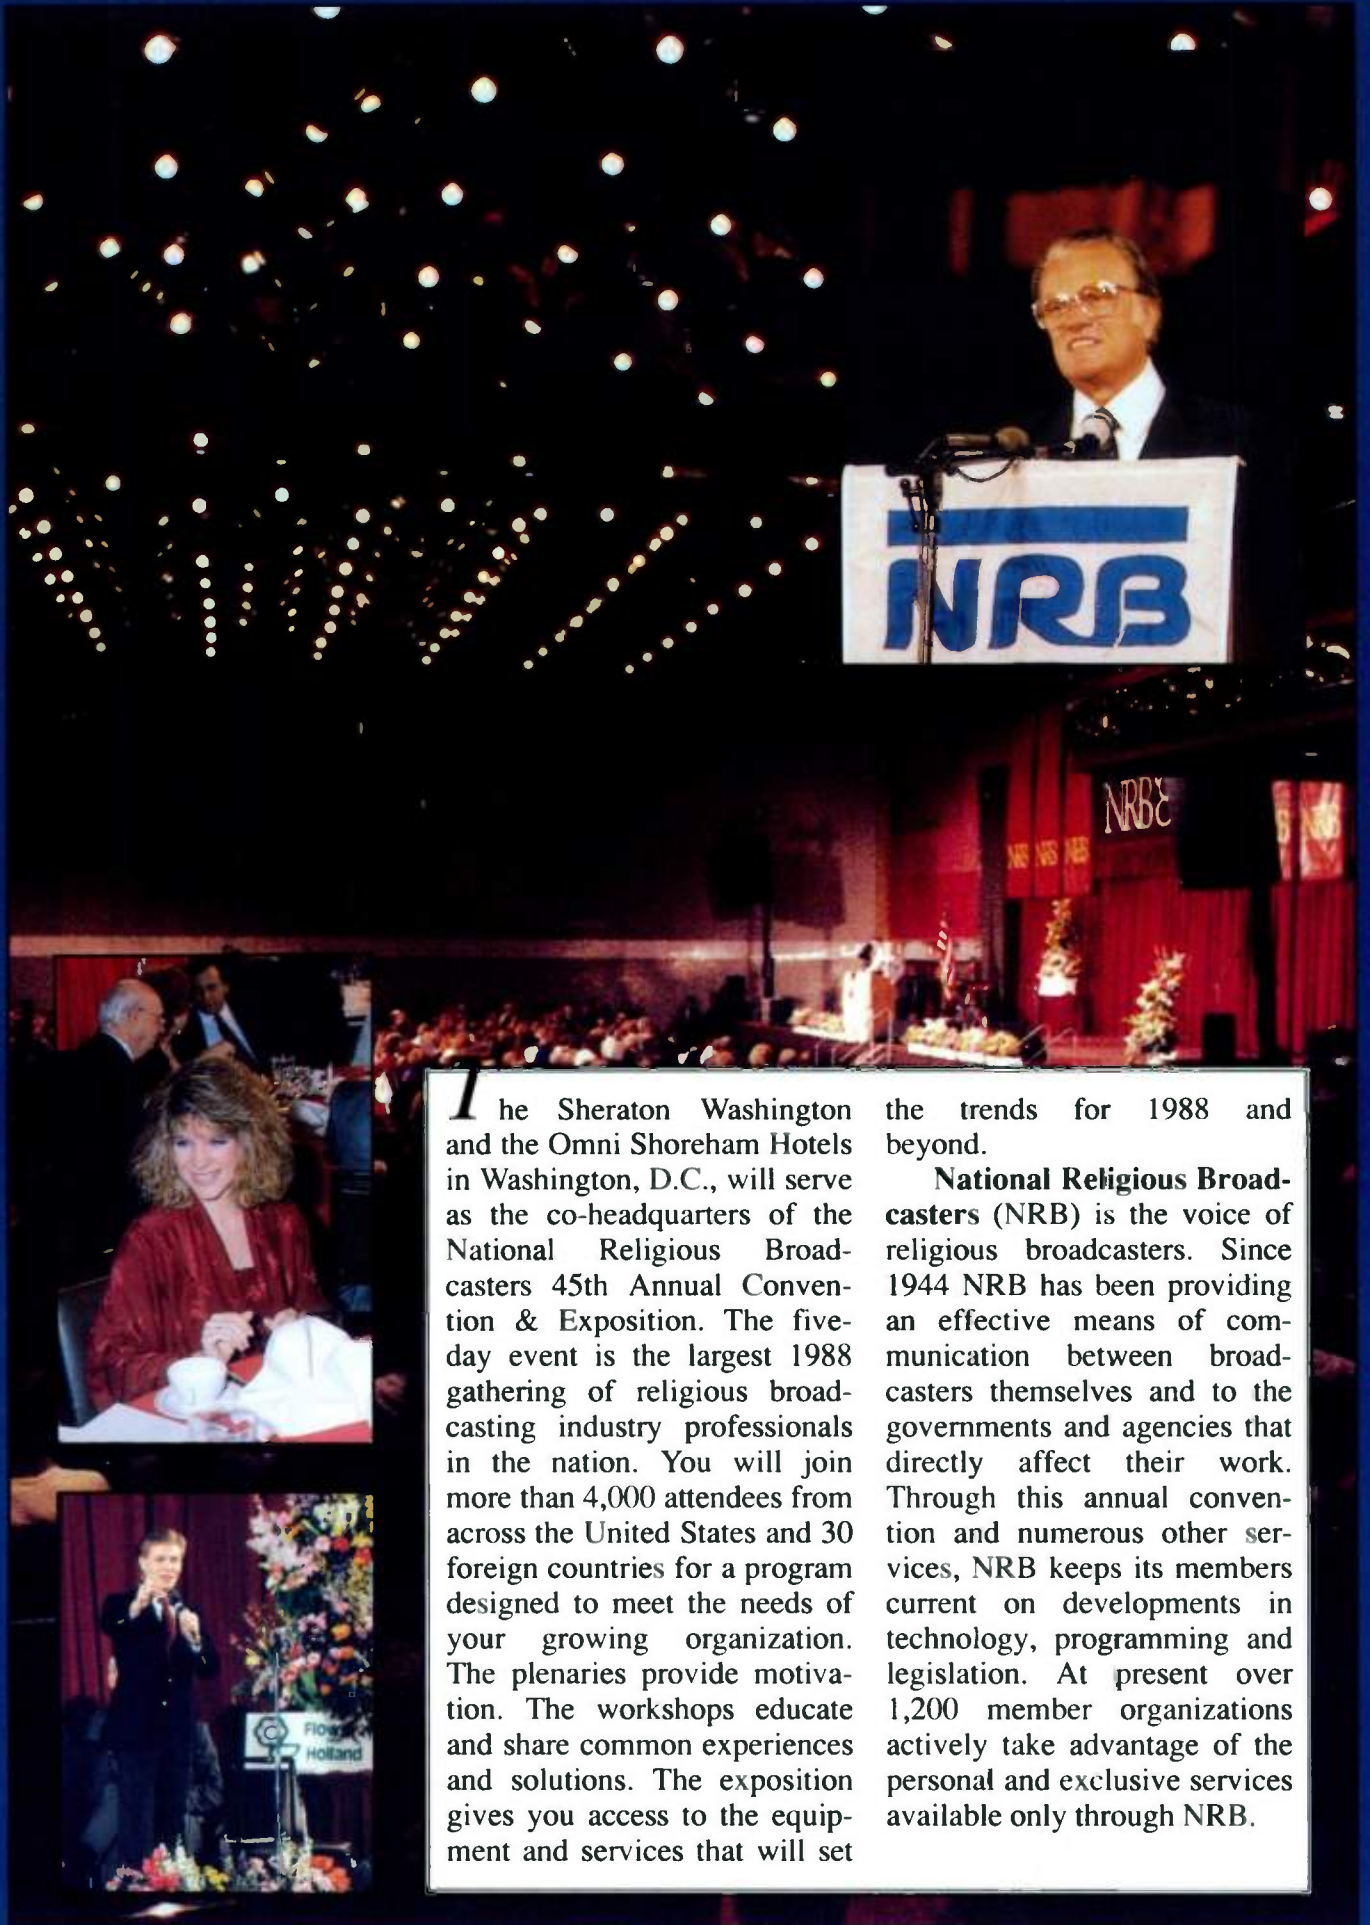 NRB
NRB
NRB NRB NRB
NRB
Holland
The Sheraton Washington
and the Omni Shoreham Hotels
in Washington, D.C., will serve
as the co-headquarters of the
National Religious Broad-
casters 45th Annual Conven-
tion & Exposition. The five-
day event is the largest 1988
gathering of religious broad-
casting industry professionals
in the nation. You will join
more than 4,000 attendees from
across the United States and 30
foreign countries for a program
designed to meet the needs of
your growing organization.
The plenaries provide motiva-
tion. The workshops educate
and share common experiences
and solutions. The exposition
gives you access to the equip-
ment and services that will set
the trends for 1988 and
beyond.
National Religious Broad-
casters (NRB) is the voice of
religious broadcasters. Since
1944 NRB has been providing
an effective means of com-
munication between broad-
casters themselves and to the
governments and agencies that
directly affect their work.
Through this annual conven-
tion and numerous other ser-
vices, NRB keeps its members
current on developments in
technology, programming and
legislation. At present over
1,200 member organizations
actively take advantage of the
personal and exclusive services
available only through NRB.